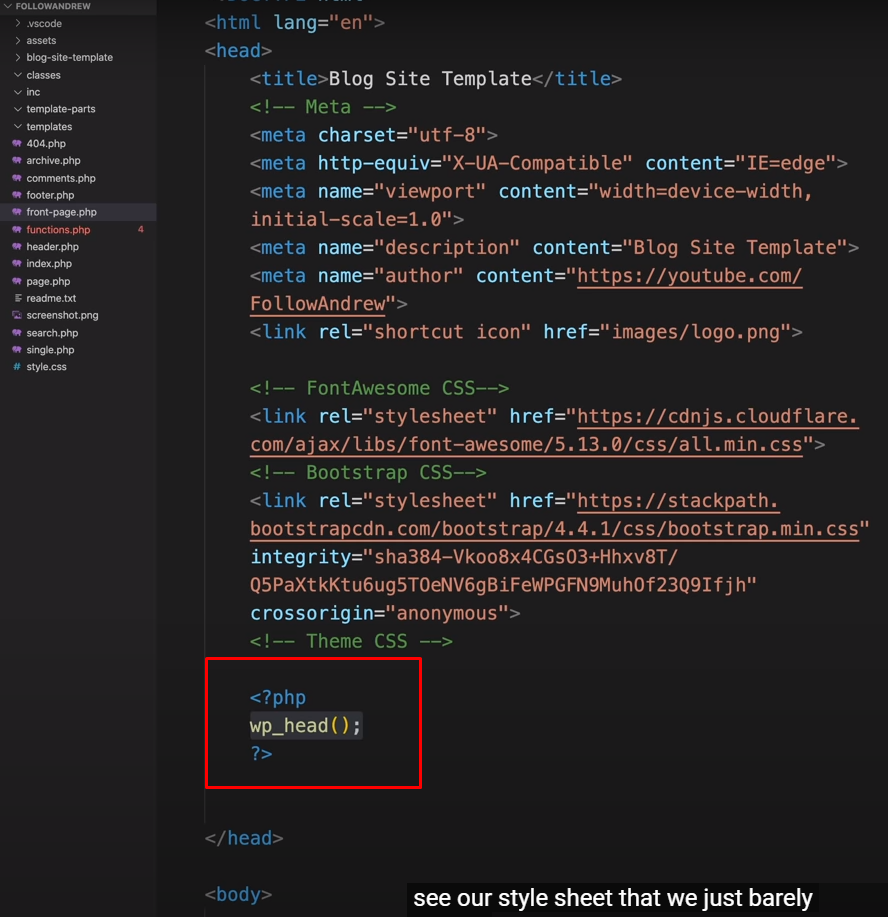 FOLLOWANDREW
.vscode
assets
blog-site-template
classes
inc
template-parts
templates
404.php
archive.php
comments.php
footer.php
front-page.php
functions.php 4
header.php
index.php
page.php
readme.txt
screenshot.png
search.php
single.php
style.css
<html lang="en">
<head>
<title>Blog Site Template</title>
<!-- Meta -->
<meta charset="utf-8">
<meta http-equiv="X-UA-Compatible" content="IE=edge">
<meta name="viewport" content="width=device-width,
initial-scale=1.0">
<meta name="description" content="Blog Site Template">
<meta name="author" content="https://youtube.com/
FollowAndrew">
<link rel="shortcut icon" href="images/logo.png">
<!-- FontAwesome CSS-->
<link rel="stylesheet" href="https://cdnjs.cloudflare.
com/ajax/libs/font-awesome/5.13.0/css/all.min.css">
<!-- Bootstrap CSS-->
<link rel="stylesheet" href="https://stackpath.
bootstrapcdn.com/bootstrap/4.4.1/css/bootstrap.min.css"
integrity="sha384-Vkoo8x4CGsO3+Hhxv8T/
Q5PaXtkKtu6ug5TOeNV6gBiFeWPGFN9MuhOf23Q9Ifjh"
crossorigin="anonymous">
<!-- Theme CSS -->
<?php
wp_head();
?>
</head>
<body>
see our style sheet that we just barely